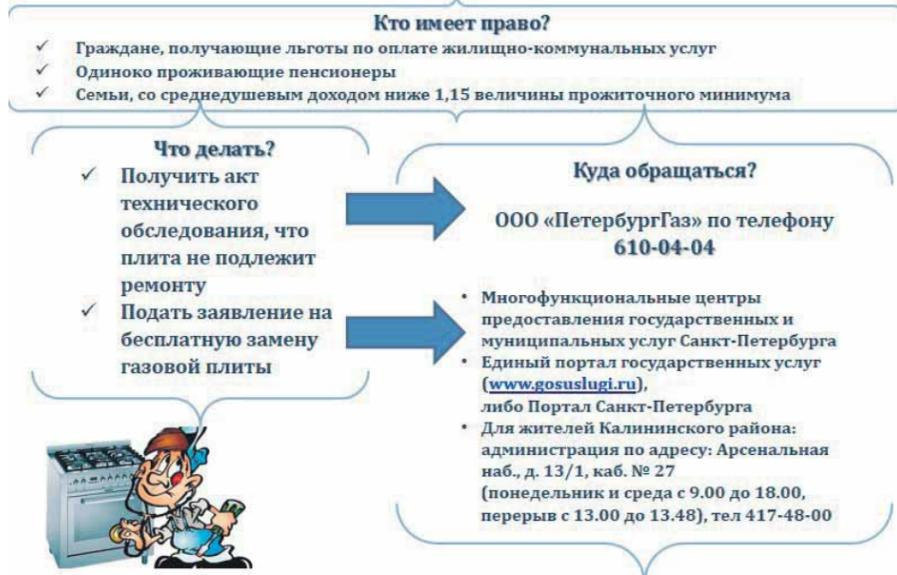 Кто имеет право?
✓ Граждане, получающие льготы по оплате жилищно-коммунальных услуг
✓ Одиноко проживающие пенсионеры
✓ Семьи, со среднедушевым доходом ниже 1,15 величины прожиточного минимума
Что делать?
✓ Получить акт
технического
обследования, что
плита не подлежит
ремонту
✓ Подать заявление на
бесплатную замену
газовой плиты
Куда обращаться?
ООО «ПетербургГаз» по телефону
610-04-04
• Многофункциональные центры
предоставления государственных и
муниципальных услуг Санкт-Петербурга
• Единый портал государственных услуг
(www.gosuslugi.ru),
либо Портал Санкт-Петербурга
• Для жителей Калининского района:
администрация по адресу: Арсенальная
наб., д. 13/1, каб. № 27
(понедельник и среда с 9.00 до 18.00,
перерыв с 13.00 до 13.48), тел 417-48-00